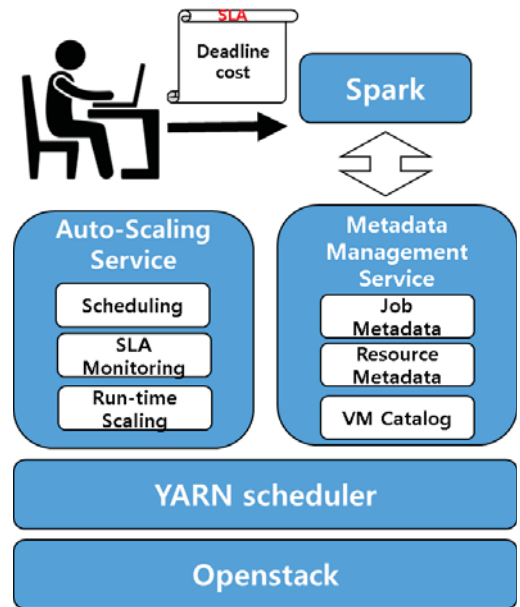 SLA
Deadline
cost
Spark
Auto-Scaling
Service
Scheduling
SLA
Monitoring
Run-time
Scaling
Metadata
Management
Service
Job
Metadata
Resource
Metadata
VM Catalog
YARN scheduler
Openstack